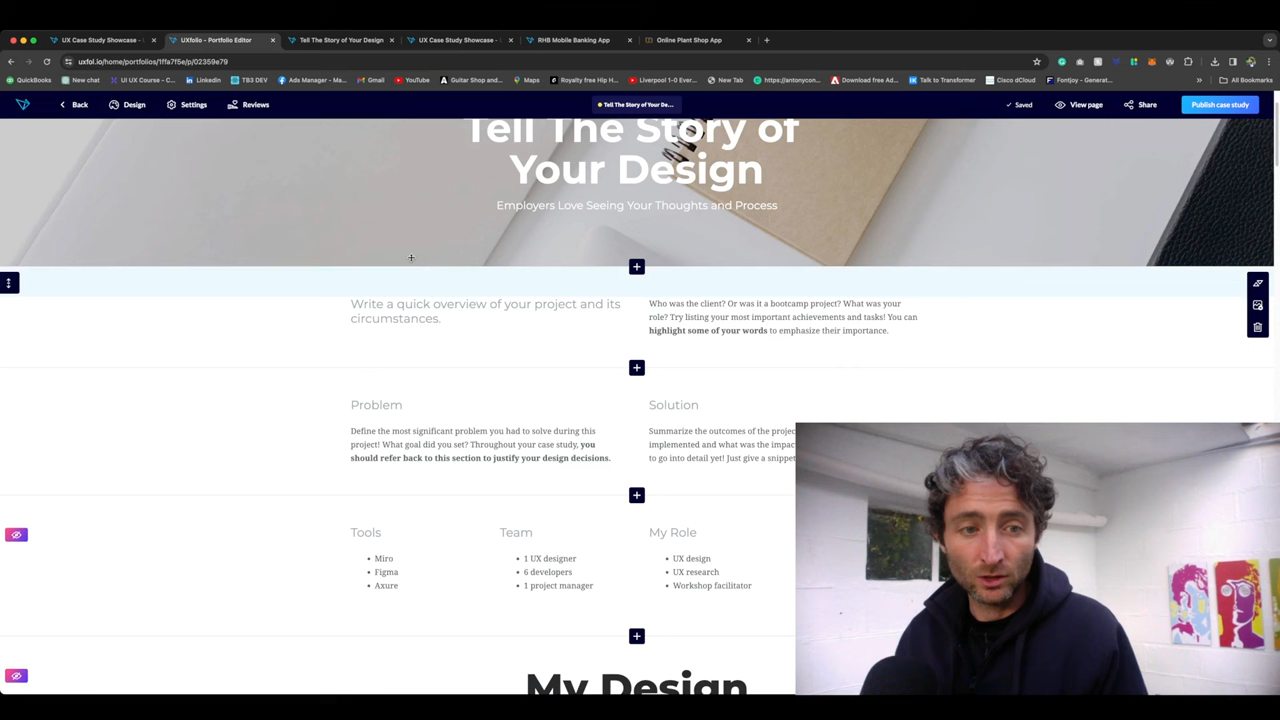 UX Case Study Showcase -
UXfolio - Portfolio Editor
Tell The Story of Your Design
UX Case Study Showcase -
RHB Mobile Banking App
Online Plant Shop App
uxfol.io/home/portfolios/1ffa7f5e/p/02359e79
QuickBooks
New chat
UI UX Course - C...
LinkedIn
TB3 DEV
Ads Manager - Ma...
Gmail
YouTube
Guitar Shop and...
Maps
Royalty free Hip H...
Liverpool 1-0 Ever...
New Tab
https://antonycon...
Download free Ad...
Talk to Transformer
Cisco dCloud
Fontjoy - Generat...
All Bookmarks
Back
Design
Settings
Reviews
Tell The Story of Your De...
Saved
View page
Share
Publish case study
Tell The Story of
Your Design
Employers Love Seeing Your Thoughts and Process
Write a quick overview of your project and its
circumstances.
Who was the client? Or was it a bootcamp project? What was your
role? Try listing your most important achievements and tasks! You can
highlight some of your words to emphasize their importance.
Problem
Define the most significant problem you had to solve during this
project! What goal did you set? Throughout your case study, you
should refer back to this section to justify your design decisions.
Solution
Summarize the outcomes of the projec
implemented and what was the impac
to go into detail yet! Just give a snippet
Tools
Miro
Figma
Axure
Team
1 UX designer
6 developers
1 project manager
My Role
UX design
UX research
Workshop facilitator
My Design